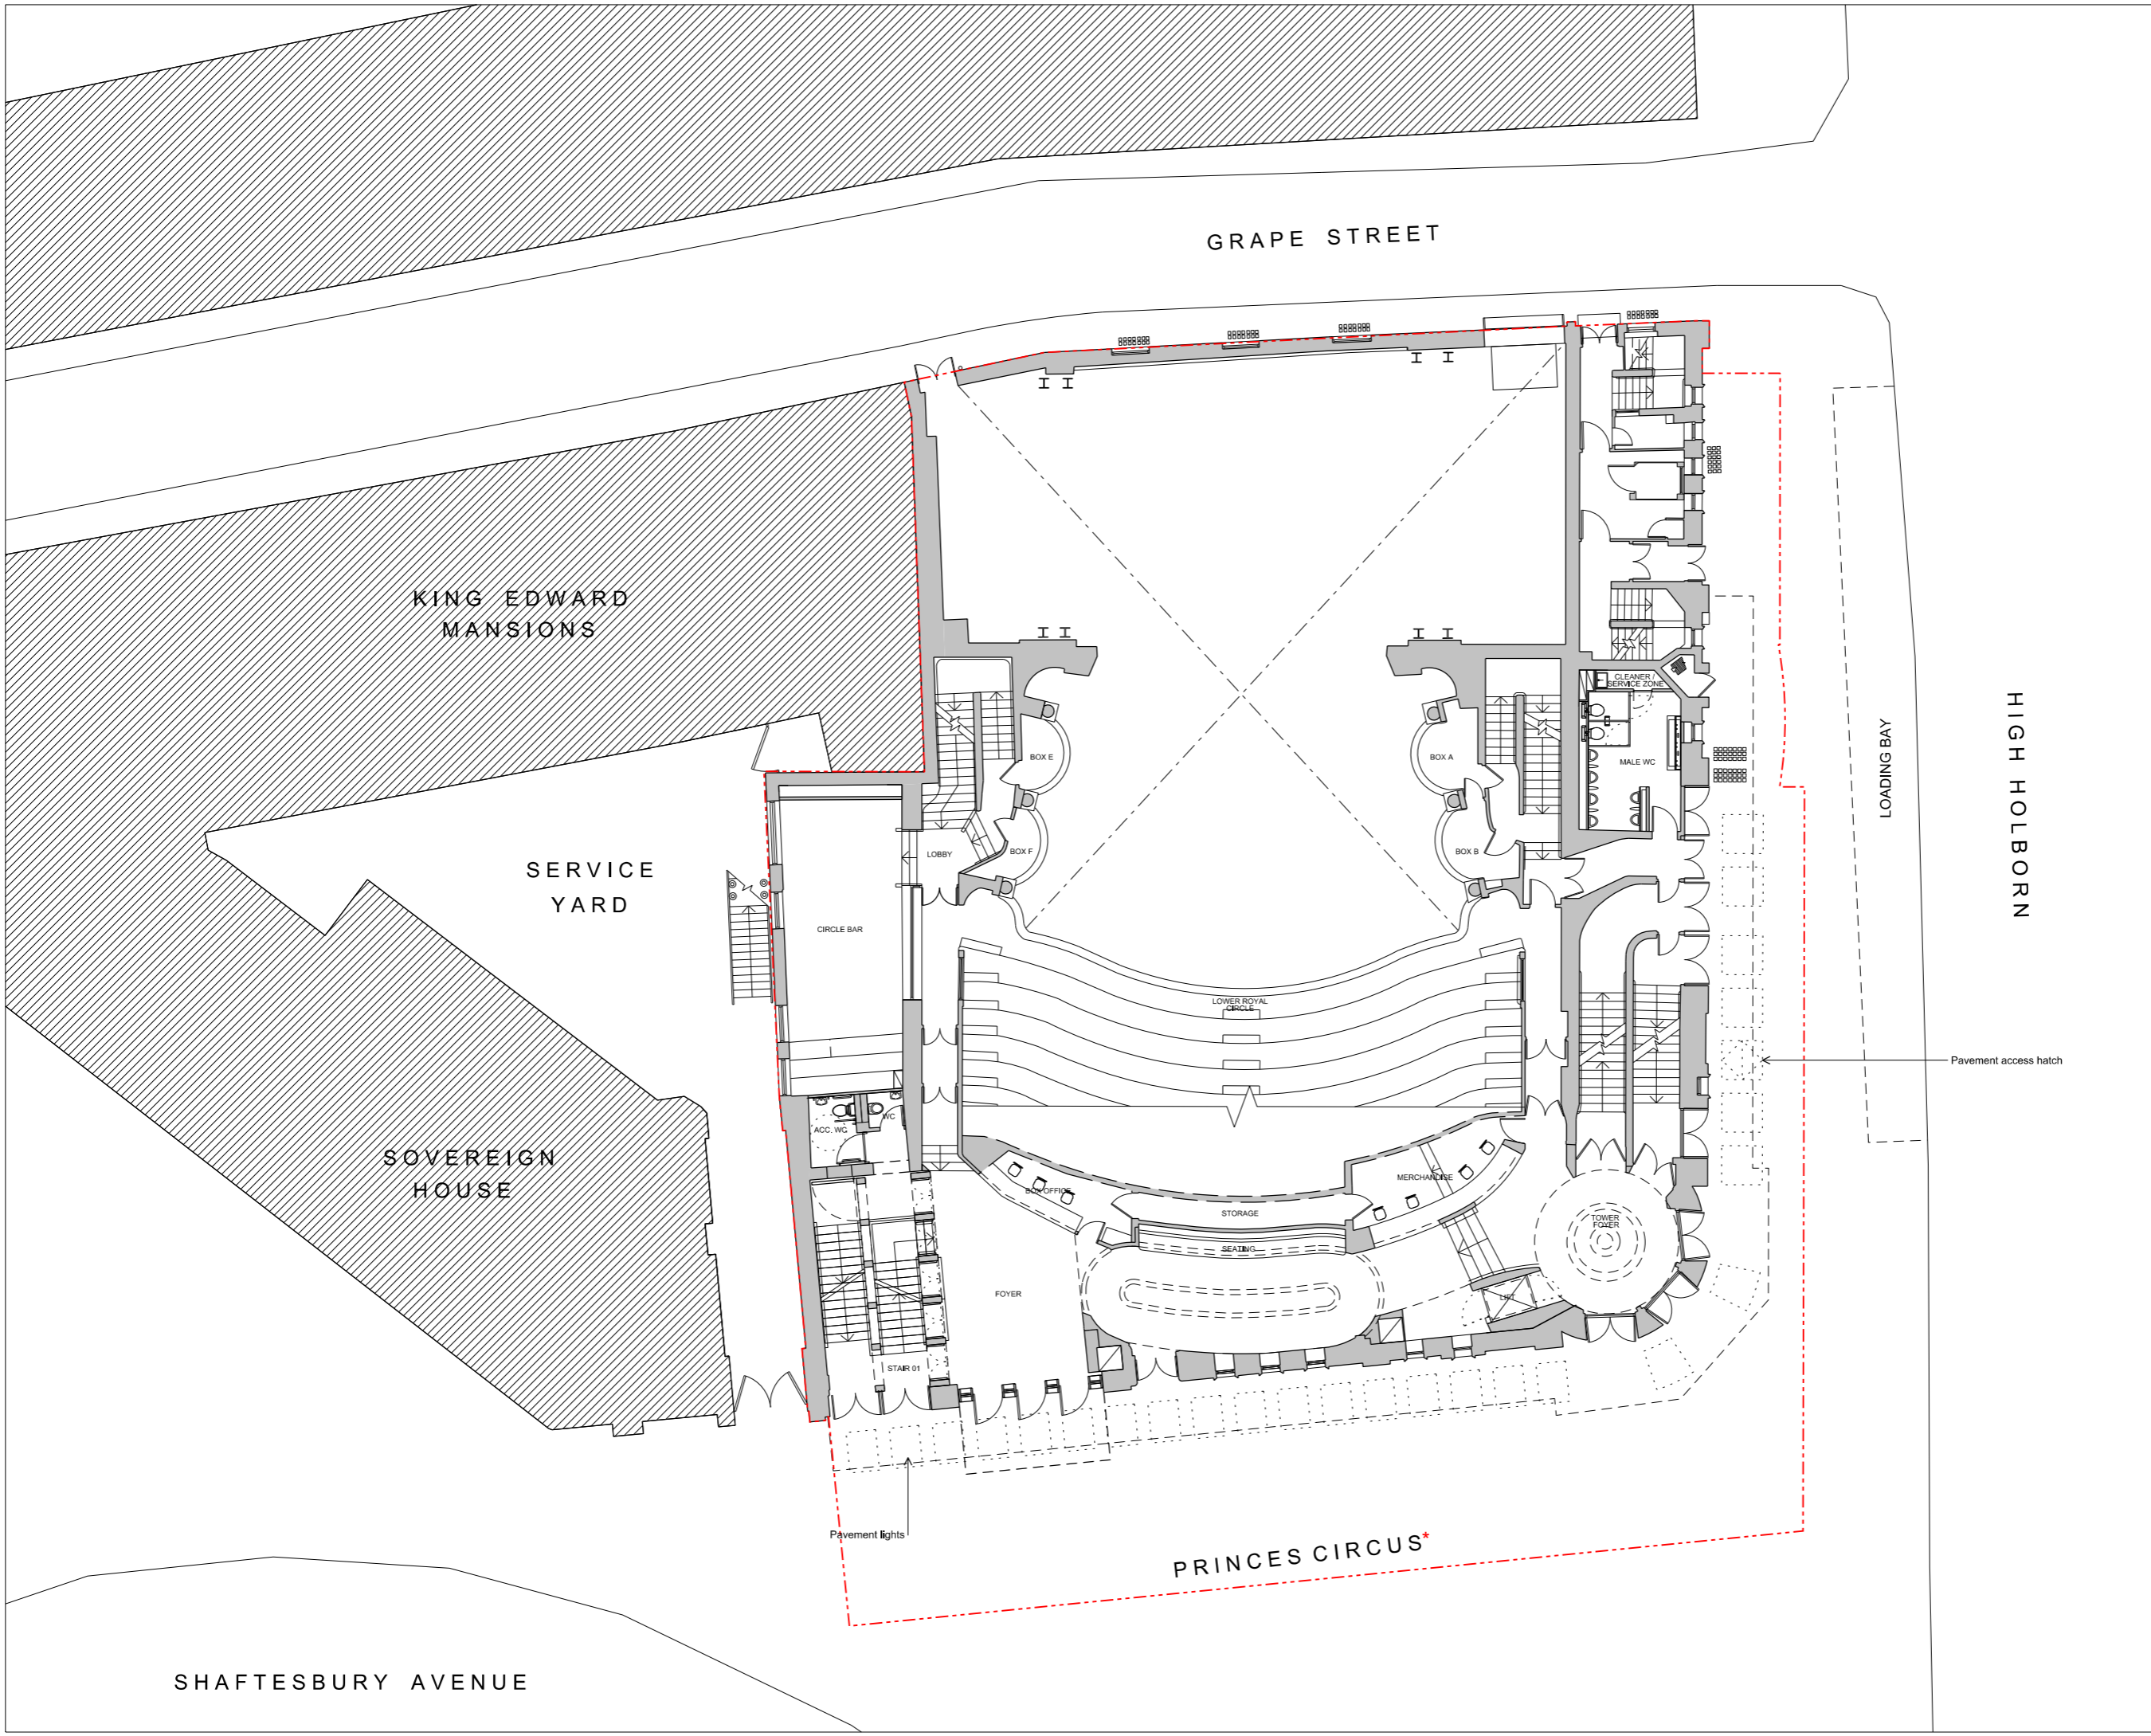 GRAPE STREET
KING EDWARD
MANSIONS
CLEANER /
SERVICE ZONE
HIGH HOLBORN
LOADING BAY
BOX E
BOX A
MALE WC
SERVICE
YARD
LOBBY
BOX F
BOX B
CIRCLE BAR
LOWER ROYAL
CIRCLE
Pavement access hatch
ACC. WC
WC
SOVEREIGN
HOUSE
BOX OFFICE
MERCHANDISE
STORAGE
TOWER
FOYER
SEATING
FOYER
LIFT
STAIR 01
Pavement lights
PRINCES CIRCUS*
SHAFTESBURY AVENUE